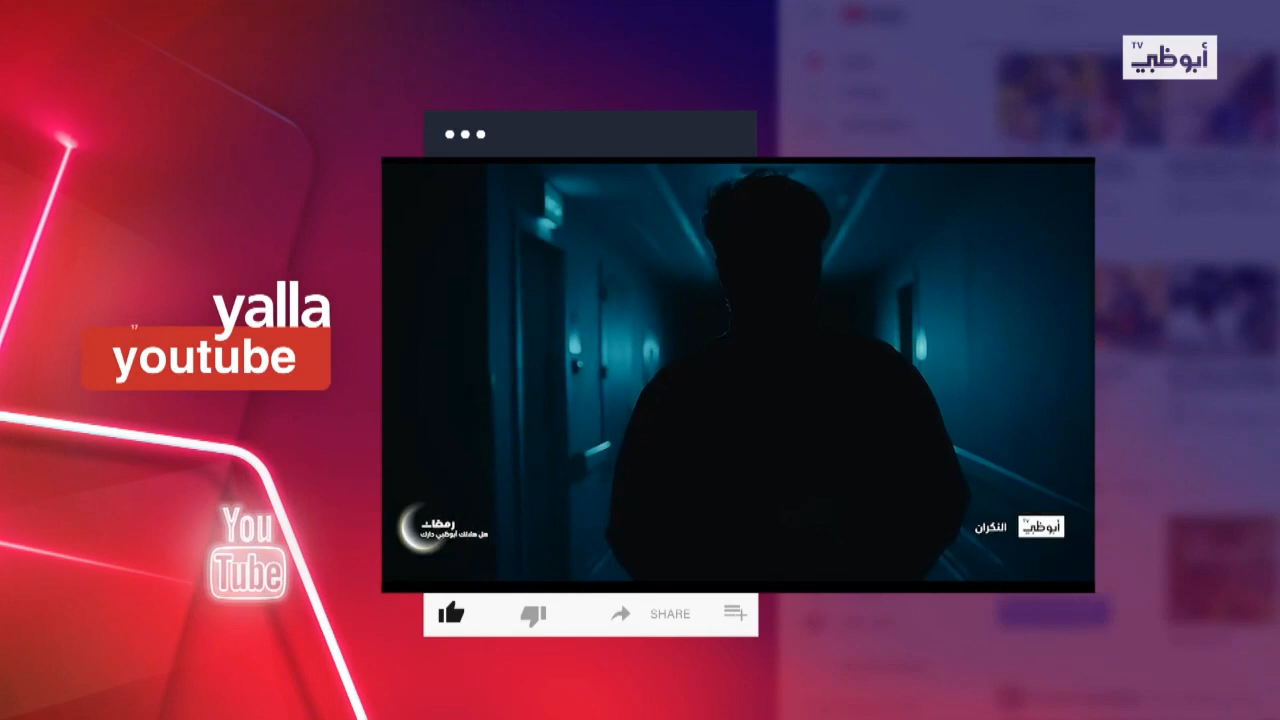 أبوظبي TV
yalla
youtube
You
Tube
رمضان
هل هلالك أبوظبي دارك
النكران
أبوظبي TV
SHARE